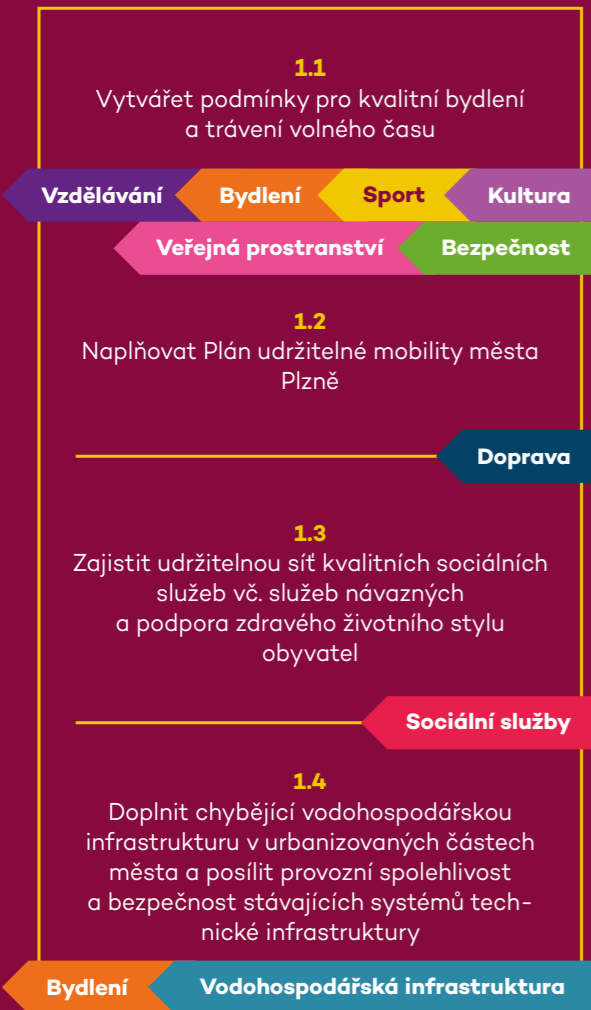 1.1
Vytvářet podmínky pro kvalitní bydlení
a trávení volného času
Vzdělávání Bydlení Sport Kultura
Veřejná prostranství Bezpečnost
1.2
Naplňovat Plán udržitelné mobility města
Plzně
Doprava
1.3
Zajistit udržitelnou síť kvalitních sociálních
služeb vč. služeb návazných
a podpora zdravého životního stylu
obyvatel
Sociální služby
1.4
Doplnit chybějící vodohospodářskou
infrastrukturu v urbanizovaných částech
města a posílit provozní spolehlivost
a bezpečnost stávajících systémů tech-
nické infrastruktury
Bydlení Vodohospodářská infrastruktura